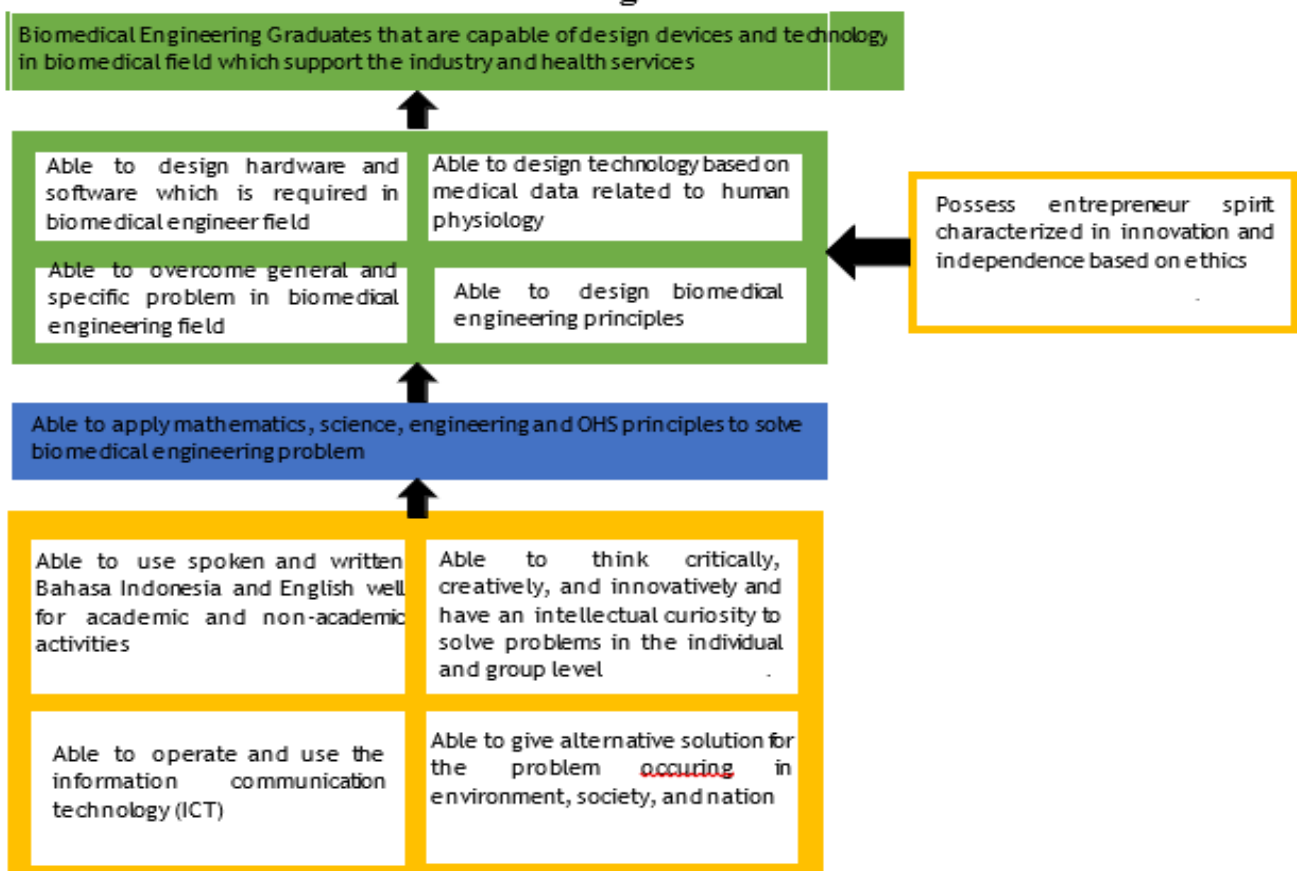 Biomedical Engineering Graduates that are capable of design devices and technology
in biomedical field which support the industry and health services
Able to design hardware and
software which is required in
biomedical engineer field
Able to design technology based on
medical data related to human
physiology
Able to overcome general and
specific problem in biomedical
engineering field
Able to design biomedical
engineering principles
Possess entrepreneur spirit
characterized in innovation and
independence based on ethics
.
Able to apply mathematics, science, engineering and OHS principles to solve
biomedical engineering problem
Able to use spoken and written
Bahasa Indonesia and English well
for academic and non-academic
activities
Able to think critically,
creatively, and innovatively and
have an intellectual curiosity to
solve problems in the individual
and group level .
Able to operate and use the
information communication
technology (ICT)
Able to give alternative solution for
the problem occuring in
environment, society, and nation